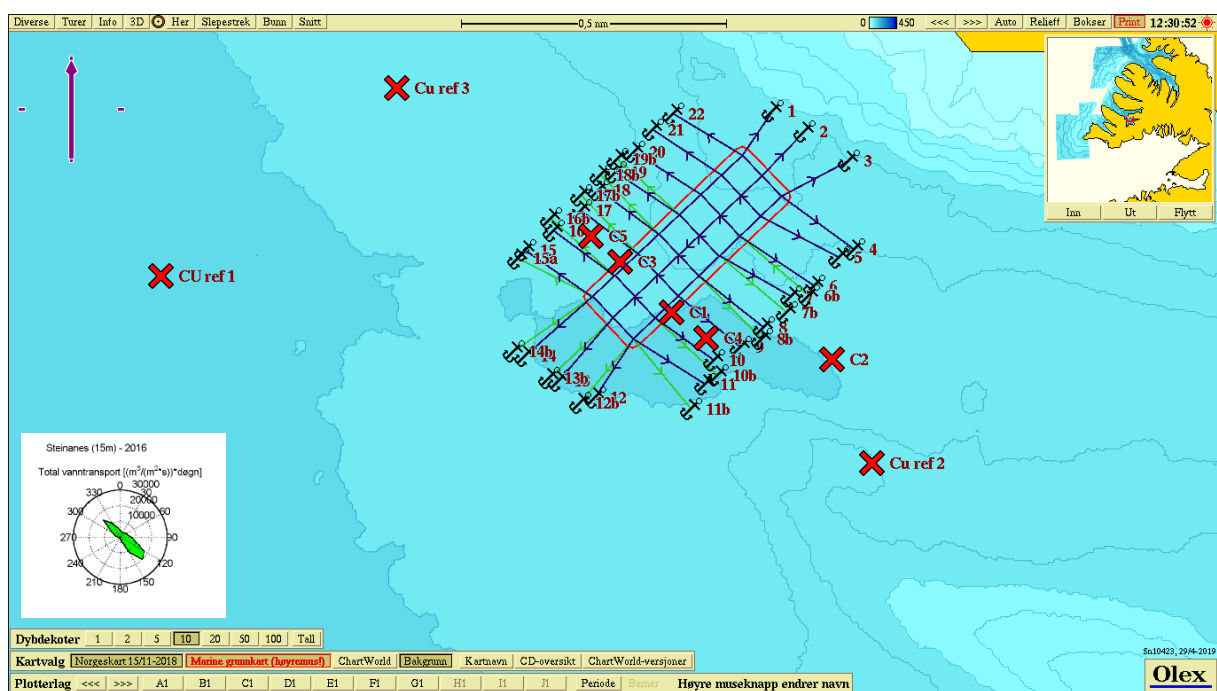 Diverse Turer Info 3D Her Slepestrek Bunn Snitt 0,5 nm 0 450 <<< >>> Auto Relieff Bokser Print 12:30:52
Cu ref 3
22 1
21 2
20 3
19b
19
18b
18
17b
17
16b
16 C5
15 4
15a C3 5
CU ref 1
6
6b
7b
C1 8
C4 8b
9
14b 14 10 C2
13b 10b
11
12
12b 11b
Cu ref 2
Inn Ut Flytt
Steinanes (15m) - 2016
Total vanntransport [(m³/(m²*s))*døgn]
0 30000
330 30
20000
300 10000 60
270 90
240 120
210 150
180
Dybdekoter 1 2 5 10 20 50 100 Tall
Kartvalg Norgeskart 15/11-2018 Marine grunnkart (høyremus!) ChartWorld Bakgrunn Kartnavn CD-oversikt ChartWorld-versjoner
Sn10423, 29/4-2019
Plotterlag <<< >>> A1 B1 C1 D1 E1 F1 G1 H1 I1 J1 Periode Høyre museknapp endrer navn
Olex